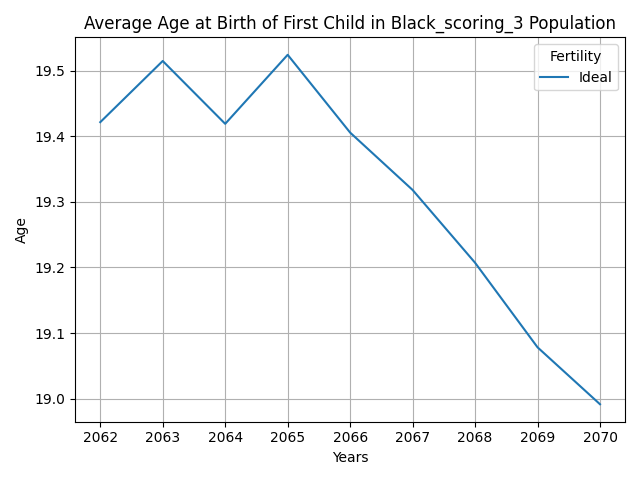 Average Age at Birth of First Child in Black_scoring_3 Population
Fertility
Ideal
19.5
19.4
19.3
19.2
19.1
19.0
Age
2062 2063 2064 2065 2066 2067 2068 2069 2070
Years